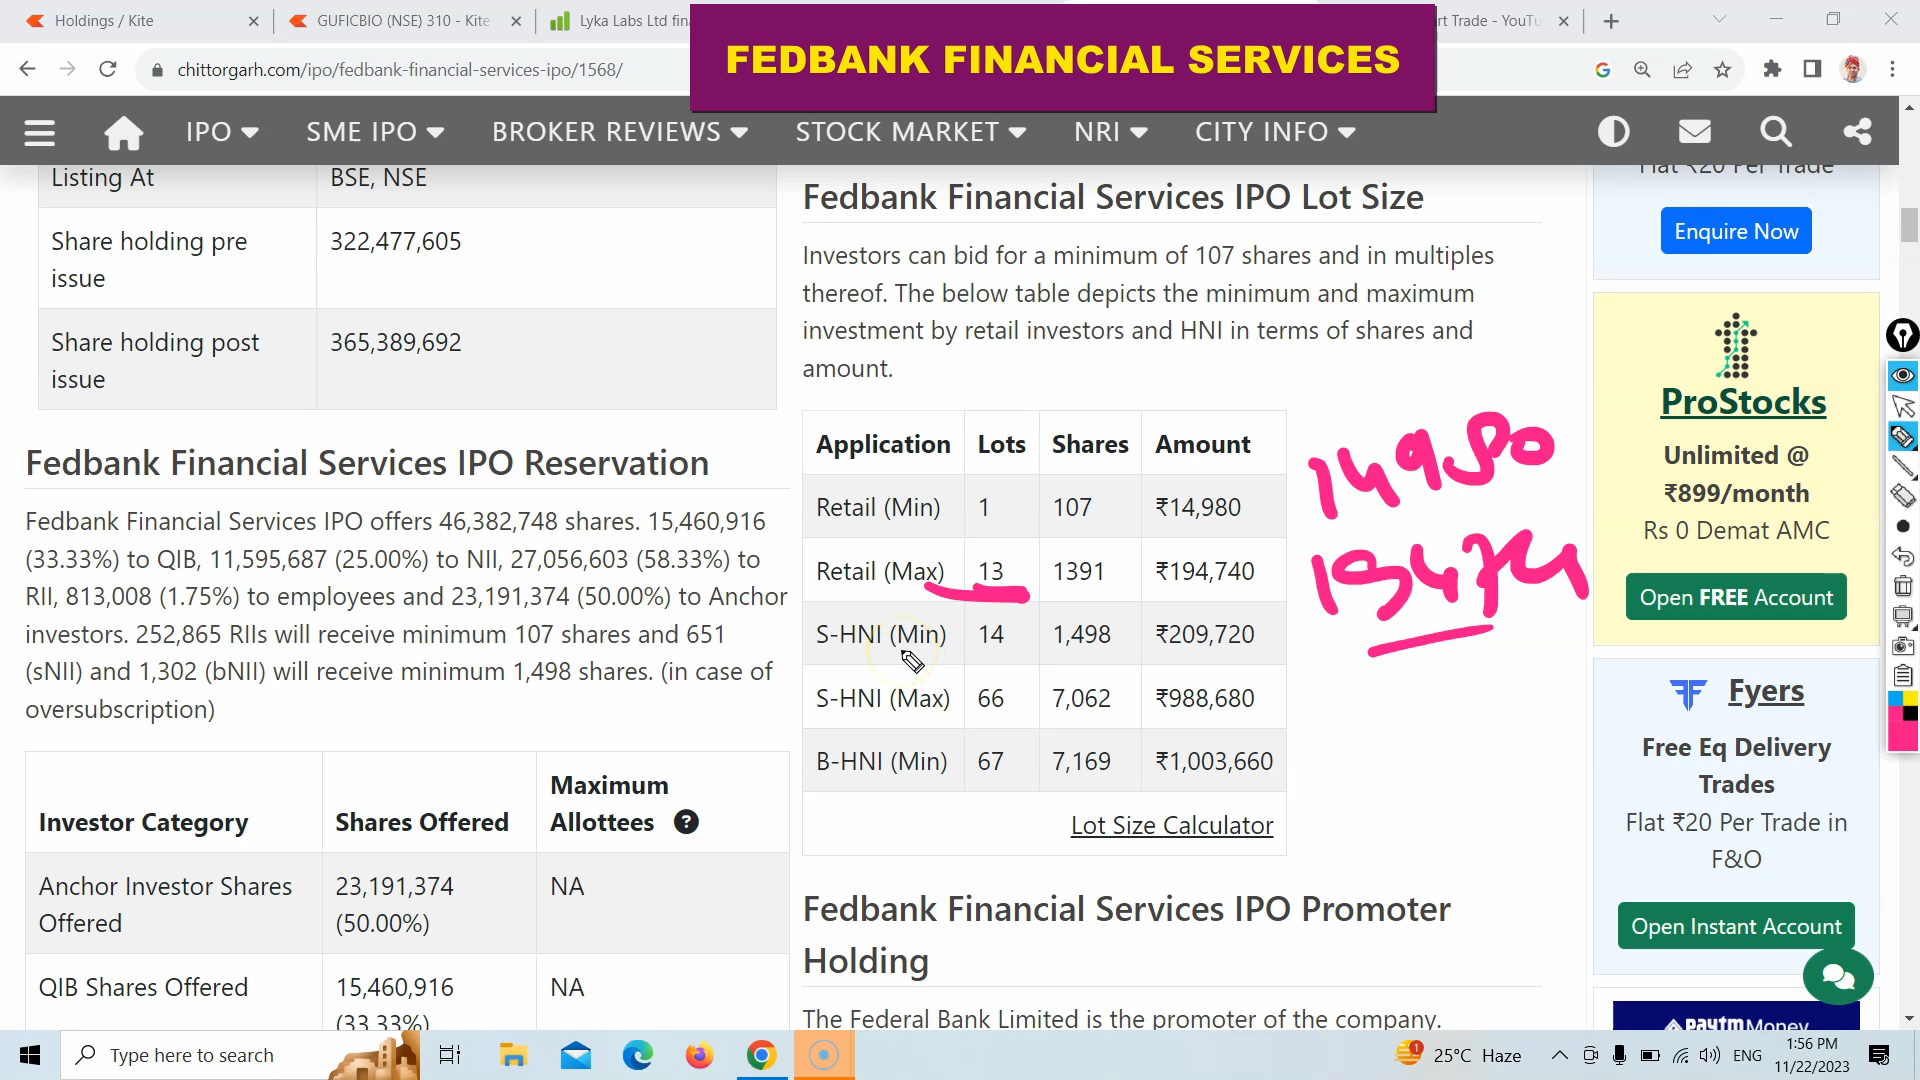 Holdings / Kite
GUFICBIO (NSE) 310 - Kite
Lyka Labs Ltd fin
rt Trade - YouTu
FEDBANK FINANCIAL SERVICES
chittorgarh.com/ipo/fedbank-financial-services-ipo/1568/
IPO
SME IPO
BROKER REVIEWS
STOCK MARKET
NRI
CITY INFO
Listing At BSE, NSE
Share holding pre issue 322,477,605
Share holding post issue 365,389,692
Fedbank Financial Services IPO Reservation
Fedbank Financial Services IPO offers 46,382,748 shares. 15,460,916
(33.33%) to QIB, 11,595,687 (25.00%) to NII, 27,056,603 (58.33%) to
RII, 813,008 (1.75%) to employees and 23,191,374 (50.00%) to Anchor
investors. 252,865 RIIs will receive minimum 107 shares and 651
(sNII) and 1,302 (bNII) will receive minimum 1,498 shares. (in case of
oversubscription)
Investor Category Shares Offered Maximum Allottees ?
Anchor Investor Shares Offered 23,191,374 (50.00%) NA
QIB Shares Offered 15,460,916 (33.33%) NA
Fedbank Financial Services IPO Lot Size
Investors can bid for a minimum of 107 shares and in multiples
thereof. The below table depicts the minimum and maximum
investment by retail investors and HNI in terms of shares and
amount.
Application Lots Shares Amount
Retail (Min) 1 107 ₹14,980
Retail (Max) 13 1391 ₹194,740
S-HNI (Min) 14 1,498 ₹209,720
S-HNI (Max) 66 7,062 ₹988,680
B-HNI (Min) 67 7,169 ₹1,003,660
Lot Size Calculator
14980
Fedbank Financial Services IPO Promoter
Holding
The Federal Bank Limited is the promoter of the company.
Flat ₹20 Per Trade
Enquire Now
ProStocks
Unlimited @
₹899/month
Rs 0 Demat AMC
Open FREE Account
Fyers
Free Eq Delivery
Trades
Flat ₹20 Per Trade in
F&O
Open Instant Account
Paytm Money
Type here to search
1
25°C Haze
ENG
1:56 PM
11/22/2023